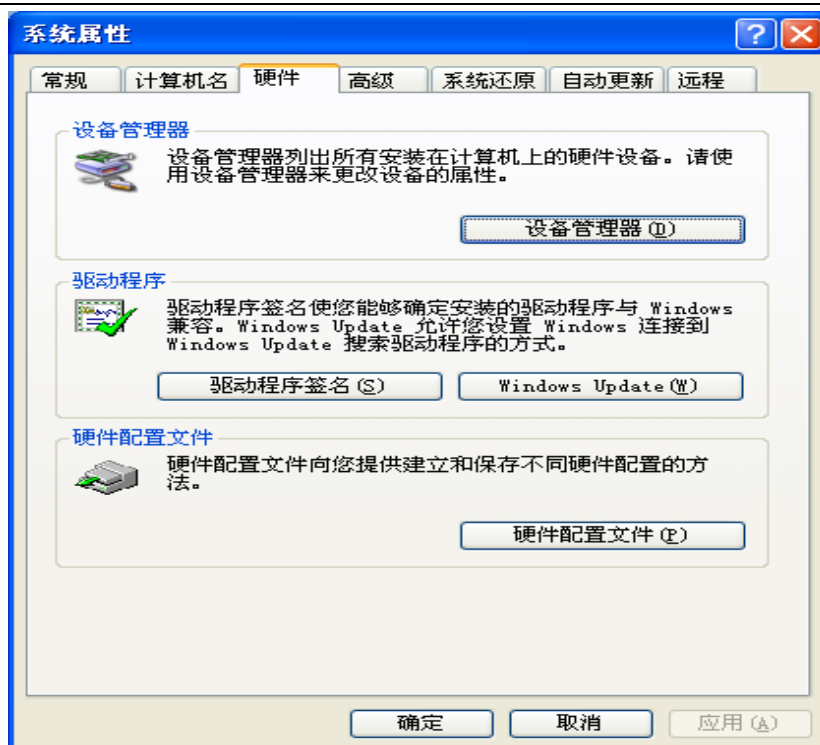 系统属性
常规 计算机名 硬件 高级 系统还原 自动更新 远程
设备管理器
设备管理器列出所有安装在计算机上的硬件设备。请使
用设备管理器来更改设备的属性。
设备管理器(D)
驱动程序
驱动程序签名使您能够确定安装的驱动程序与 Windows
兼容。Windows Update 允许您设置 Windows 连接到
Windows Update 搜索驱动程序的方式。
驱动程序签名(S) Windows Update(W)
硬件配置文件
硬件配置文件向您提供建立和保存不同硬件配置的方
法。
硬件配置文件(P)
确定 取消 应用(A)